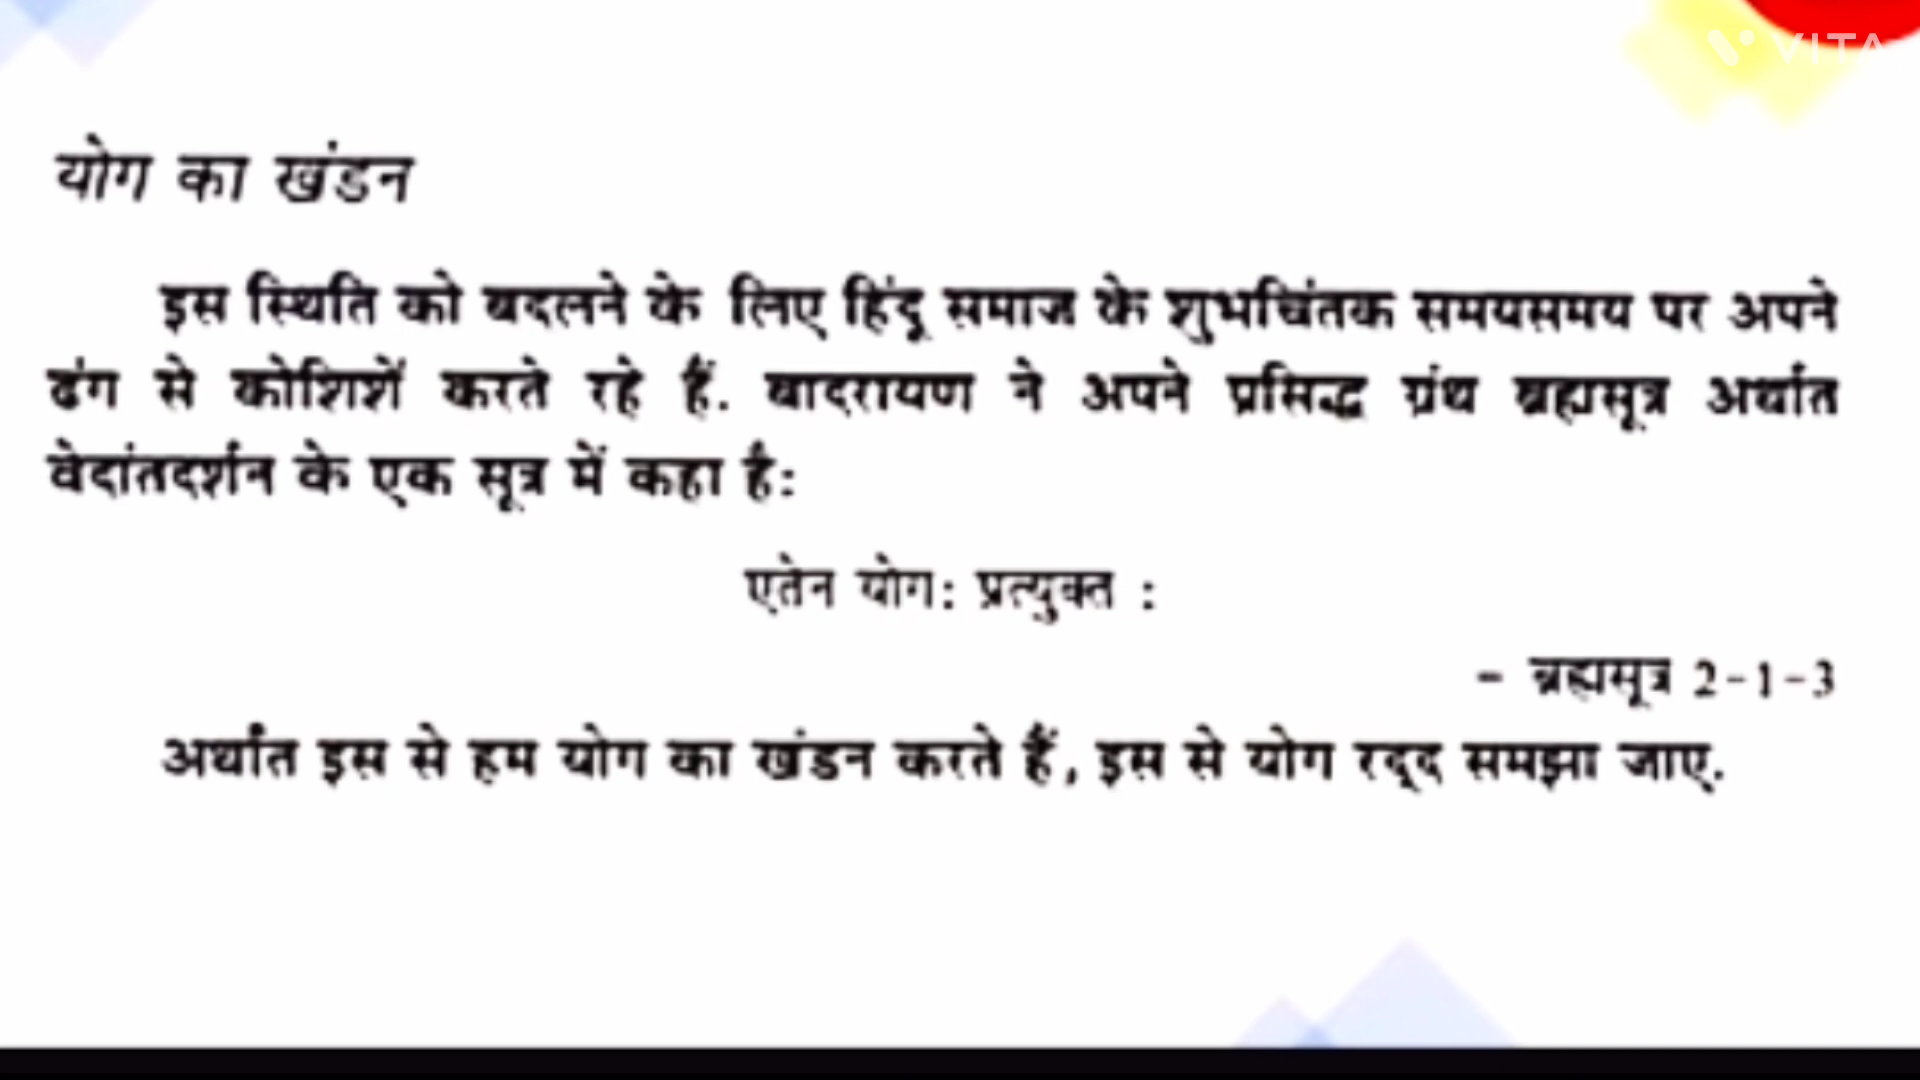 VITA
योग का खंडन
इस स्थिति को बदलने के लिए हिंदू समाज के शुभचिंतक समयसमय पर अपने
ढंग से कोशिशें करते रहे हैं. बादरायण ने अपने प्रसिद्ध ग्रंथ ब्रह्मसूत्र अर्थात
वेदांतदर्शन के एक सूत्र में कहा है:
एतेन योग: प्रत्युक्त :
- ब्रह्मसूत्र 2-1-3
अर्थात इस से हम योग का खंडन करते हैं, इस से योग रद्द समझा जाए.